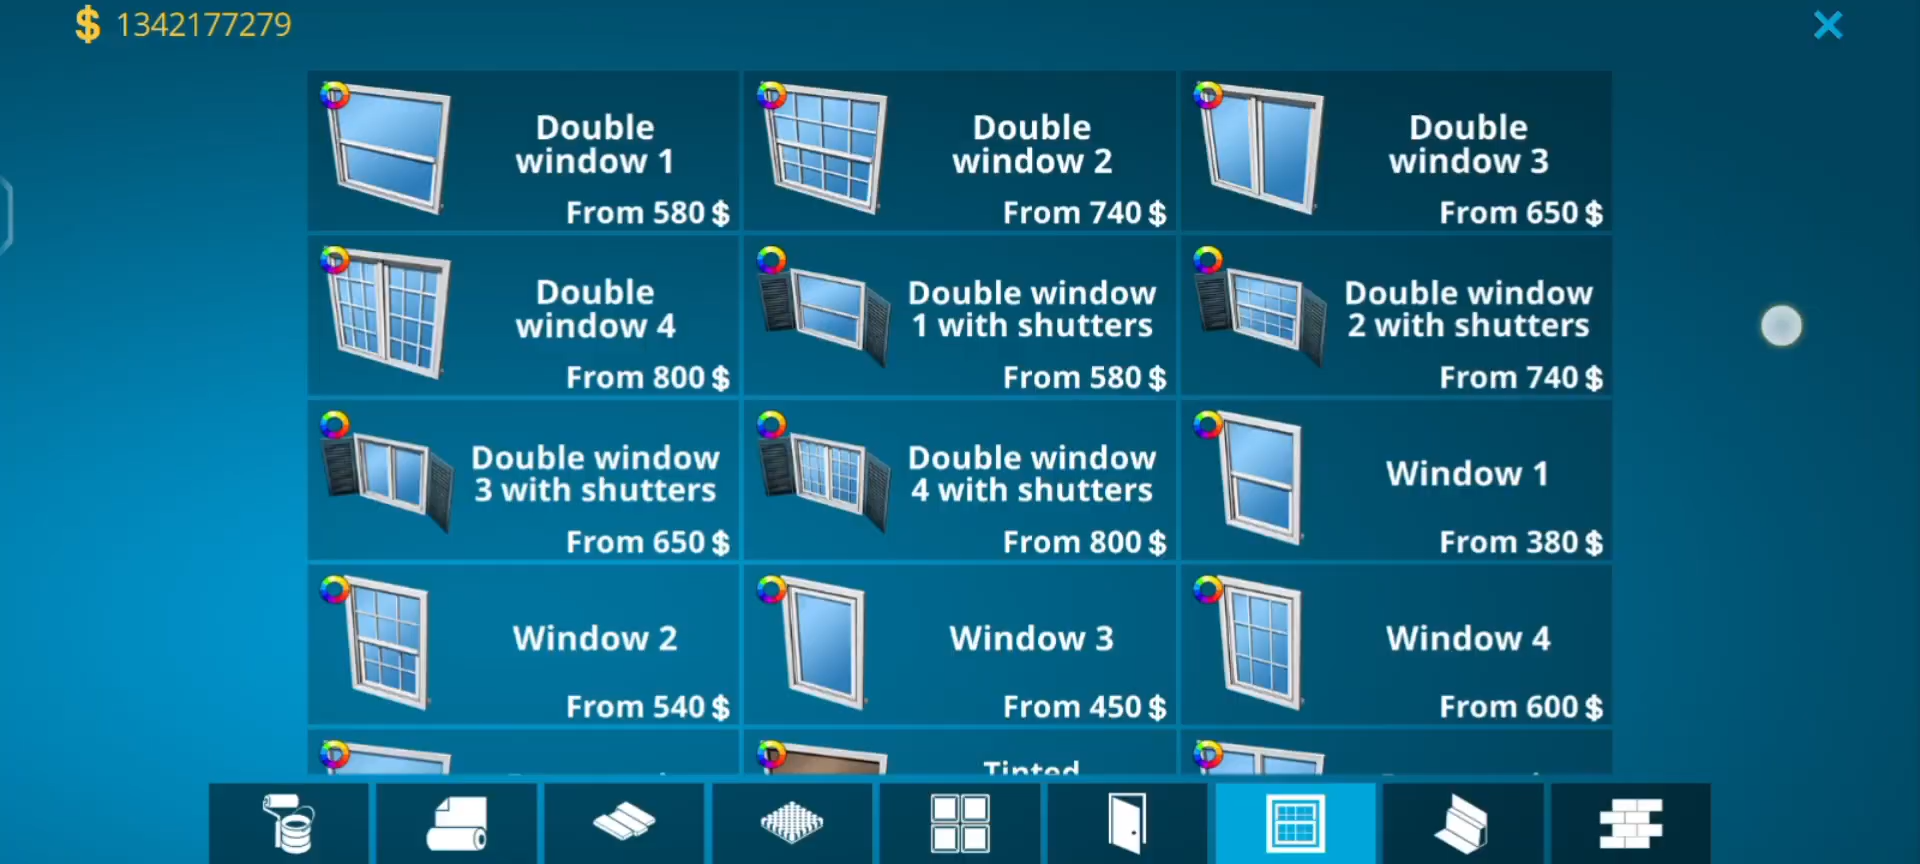 $ 1342177279
Double
window 1
From 580 $
Double
window 2
From 740 $
Double
window 3
From 650 $
Double
window 4
From 800 $
Double window
1 with shutters
From 580 $
Double window
2 with shutters
From 740 $
Double window
3 with shutters
From 650 $
Double window
4 with shutters
From 800 $
Window 1
From 380 $
Window 2
From 540 $
Window 3
From 450 $
Window 4
From 600 $
Tinted